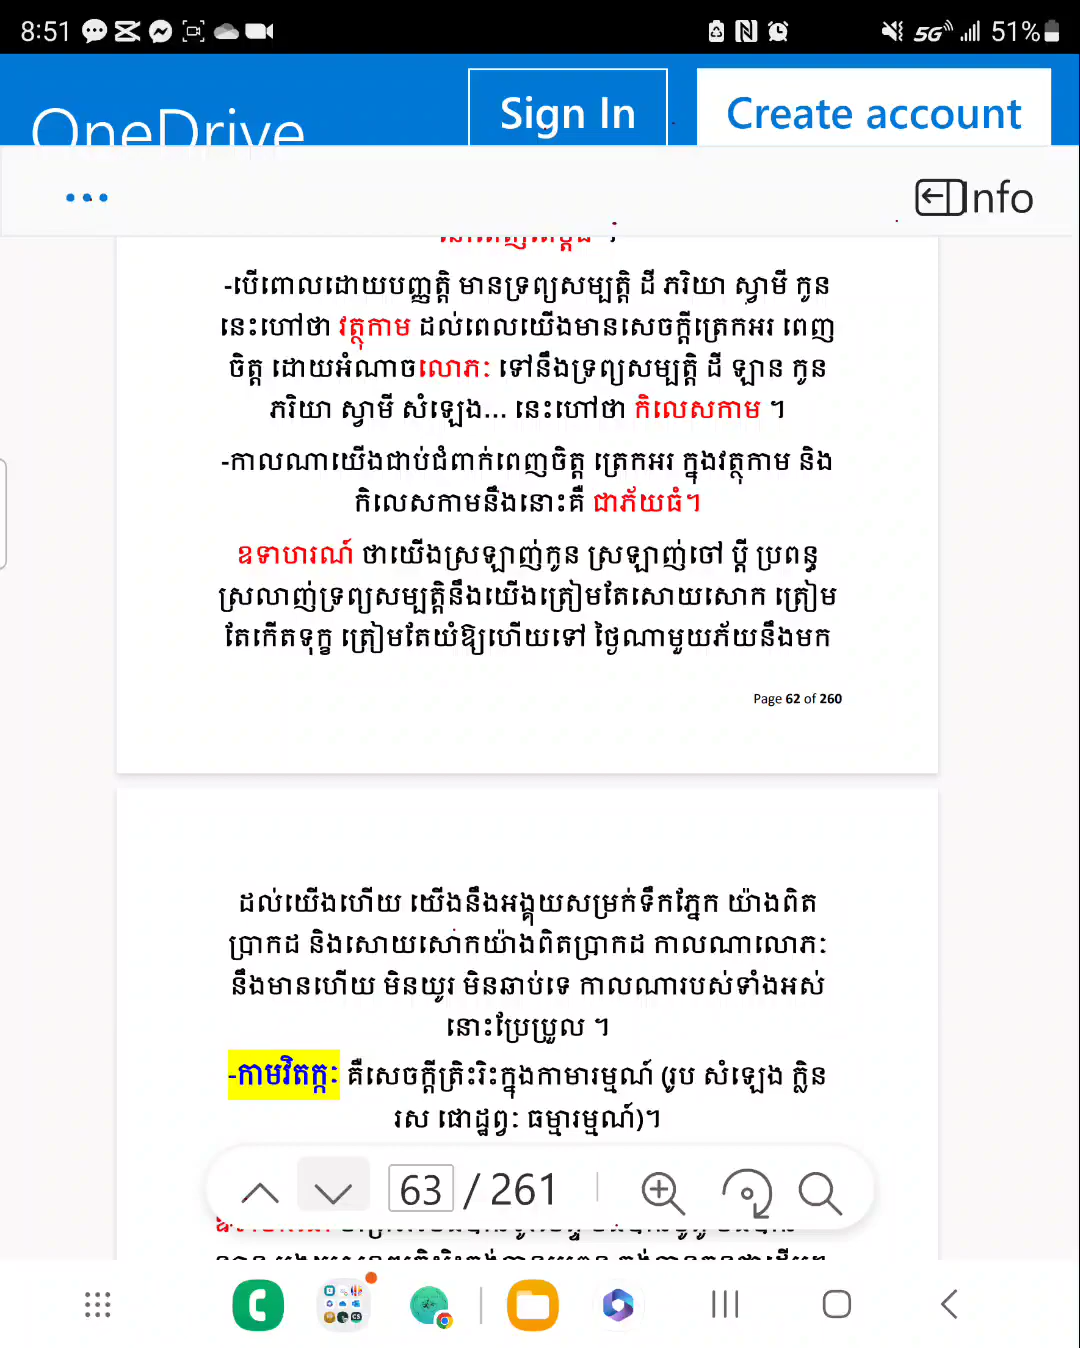 8:51
5G 51%
OneDrive
Sign In
Create account
Info
-បើពោលដោយបញ្ញត្តិ មានទ្រព្យសម្បត្តិ ដី ភរិយា ស្វាមី កូន
នេះហៅថា វត្ថុកាម ដល់ពេលយើងមានសេចក្តីត្រេកអរ ពេញ
ចិត្ត ដោយអំណាចលោភៈ ទៅនឹងទ្រព្យសម្បត្តិ ដី ឡាន កូន
ភរិយា ស្វាមី សំឡេង... នេះហៅថា កិលេសកាម ។
-កាលណាយើងជាប់ជំពាក់ពេញចិត្ត ត្រេកអរ ក្នុងវត្ថុកាម និង
កិលេសកាមនឹងនោះគឺ ជាភ័យធំ។
ឧទាហរណ៍ ថាយើងស្រឡាញ់កូន ស្រឡាញ់ចៅ ប្តី ប្រពន្ធ
ស្រលាញ់ទ្រព្យសម្បត្តិនឹងយើងត្រៀមតែសោយសោក ត្រៀម
តែកើតទុក្ខ ត្រៀមតែយំឱ្យហើយទៅ ថ្ងៃណាមួយភ័យនឹងមក
Page 62 of 260
ដល់យើងហើយ យើងនឹងអង្គុយសម្រក់ទឹកភ្នែក យ៉ាងពិត
ប្រាកដ និងសោយសោកយ៉ាងពិតប្រាកដ កាលណាលោភៈ
នឹងមានហើយ មិនយូរ មិនឆាប់ទេ កាលណារបស់ទាំងអស់
នោះប្រែប្រួល ។
-កាមវិតក្កៈ គឺសេចក្តីត្រិះរិះក្នុងកាមារម្មណ៍ (រូប សំឡេង ក្លិន
រស ផោដ្ឋព្វៈ ធម្មារម្មណ៍)។
63 / 261